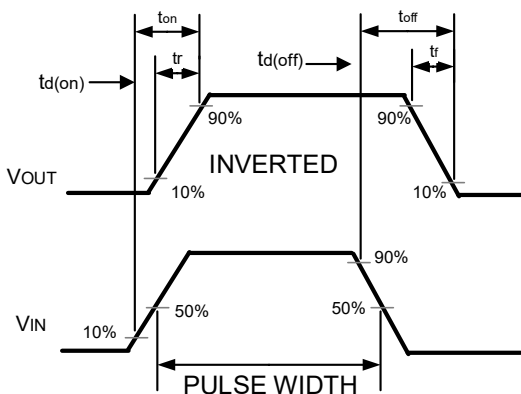 ton
toff
tr
tf
td(on)
td(off)
90%
90%
INVERTED
VOUT
10%
10%
90%
50%
50%
VIN
10%
PULSE WIDTH